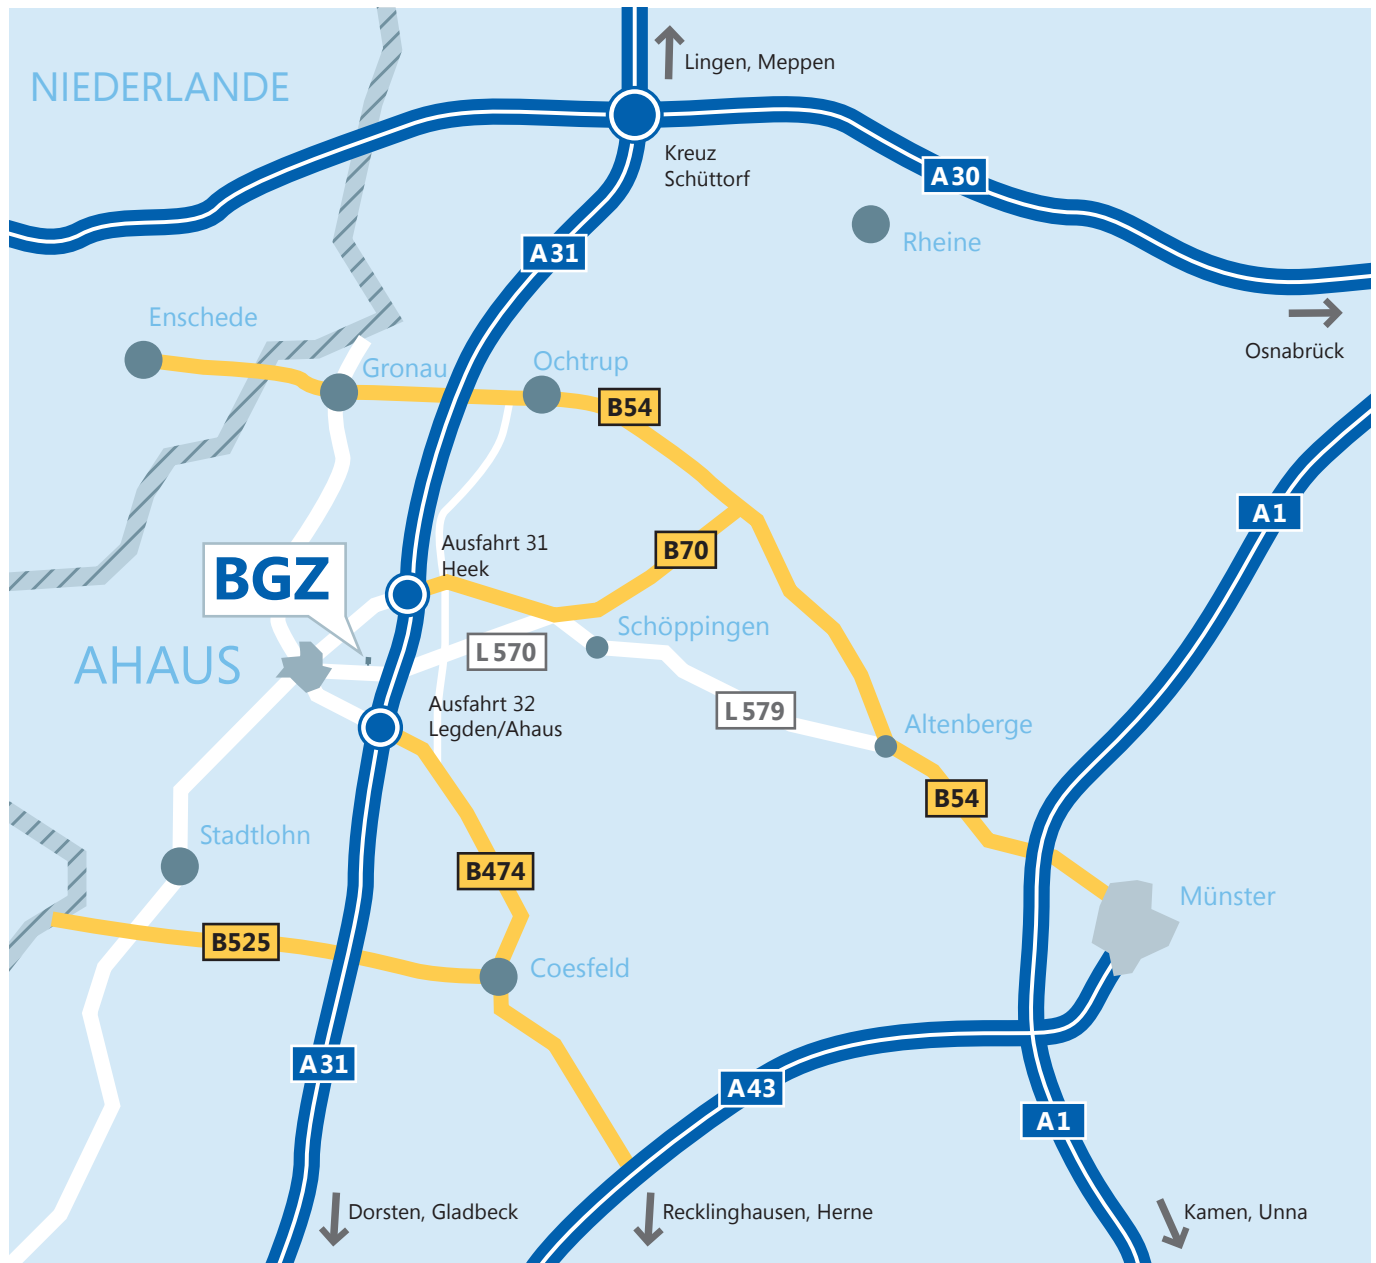 Lingen, Meppen
NIEDERLANDE
Kreuz
Schüttorf
A30
Rheine
A31
Enschede
Osnabrück
Gronau
Ochtrup
B54
A1
Ausfahrt 31
Heek
B70
BGZ
Schöppingen
L 570
AHAUS
Ausfahrt 32
Legden/Ahaus
L 579
Altenberge
B54
Stadtlohn
B474
Münster
B525
Coesfeld
A31
A43
A1
Dorsten, Gladbeck
Recklinghausen, Herne
Kamen, Unna